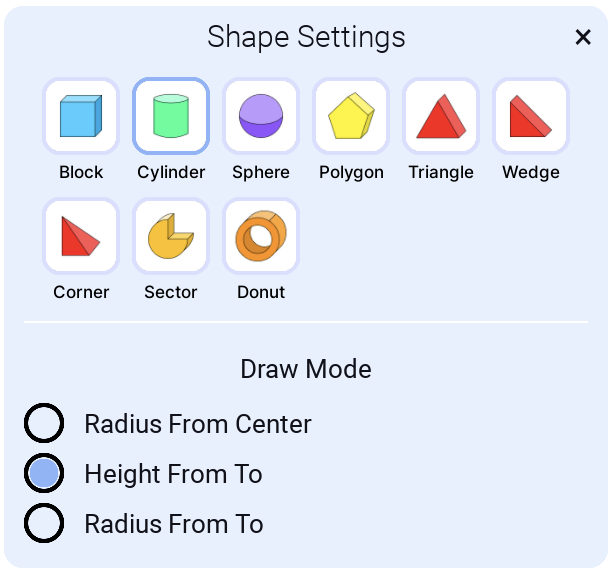 Shape Settings ×
Block Cylinder Sphere Polygon Triangle Wedge
Corner Sector Donut
Draw Mode
Radius From Center
Height From To
Radius From To